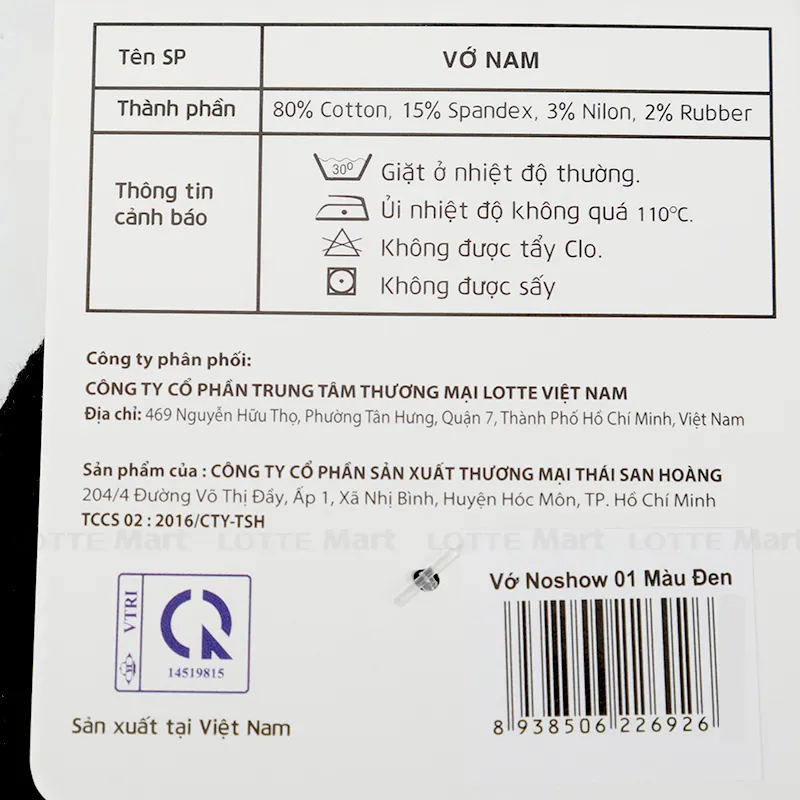 Tên SP
VỚ NAM
Thành phần
80% Cotton, 15% Spandex, 3% Nilon, 2% Rubber
Thông tin
cảnh báo
30º Giặt ở nhiệt độ thường.
Ủi nhiệt độ không quá 110ºC.
Không được tẩy Clo.
Không được sấy
Công ty phân phối:
CÔNG TY CỔ PHẦN TRUNG TÂM THƯƠNG MẠI LOTTE VIỆT NAM
Địa chỉ: 469 Nguyễn Hữu Thọ, Phường Tân Hưng, Quận 7, Thành Phố Hồ Chí Minh, Việt Nam
Sản phẩm của : CÔNG TY CỔ PHẦN SẢN XUẤT THƯƠNG MẠI THÁI SAN HOÀNG
204/4 Đường Võ Thị Đầy, Ấp 1, Xã Nhị Bình, Huyện Hóc Môn, TP. Hồ Chí Minh
TCCS 02 : 2016/CTY-TSH
LOTTE Mart LOTTE Mart LOTTE Mart LOTTE Mart
VTRI
14519815
Sản xuất tại Việt Nam
Vớ Noshow 01 Màu Đen
8 938506 226926